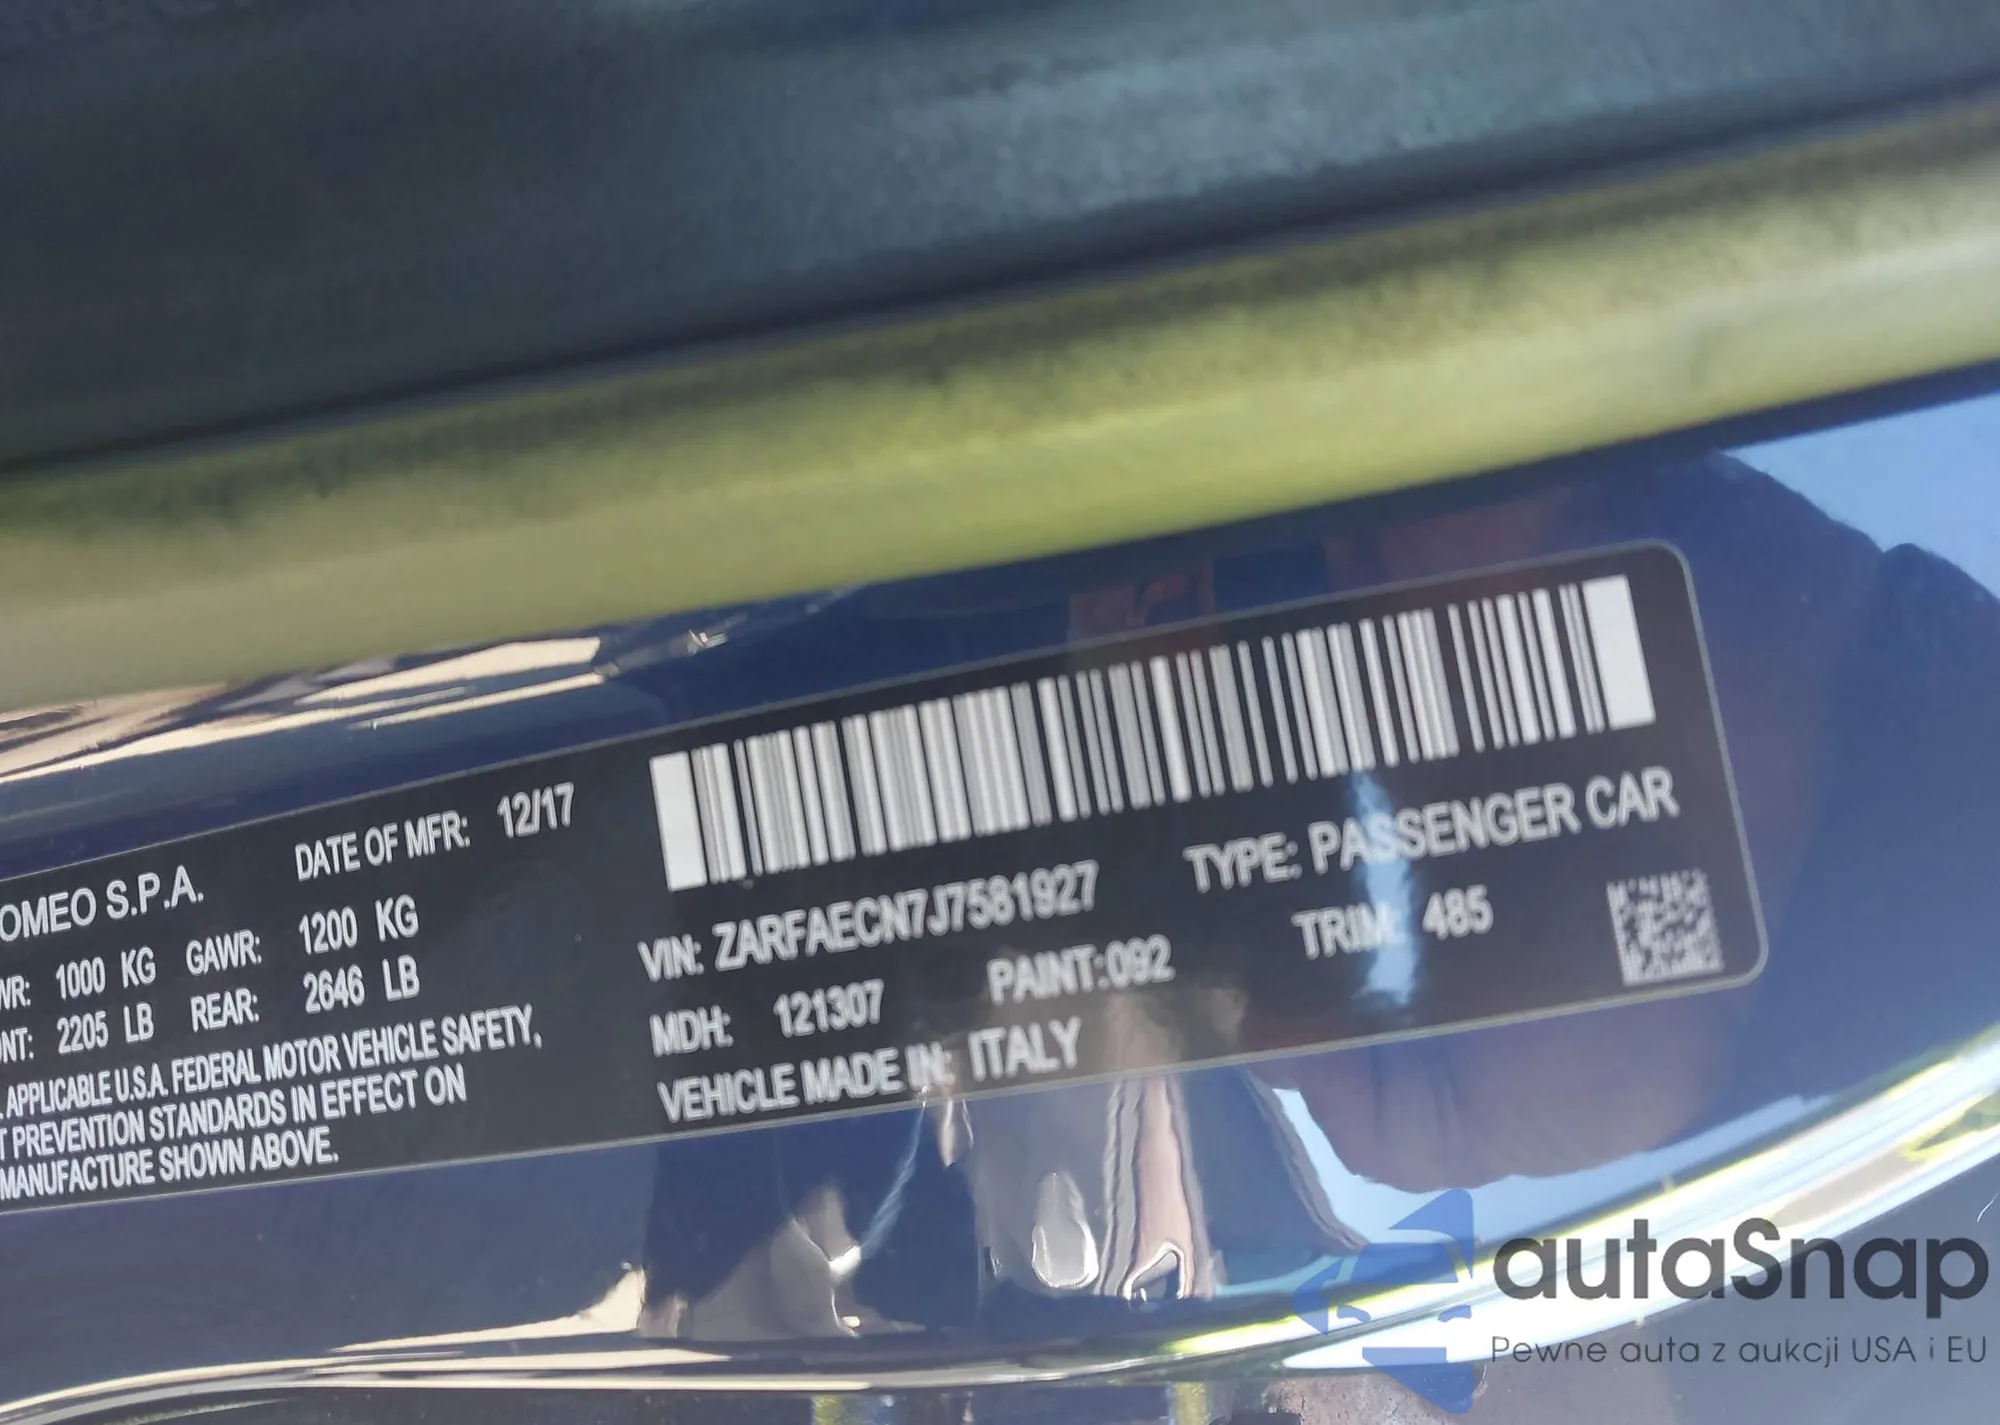 OMEO S.P.A. DATE OF MFR: 12/17
WR: 1000 KG GAWR: 1200 KG
NT: 2205 LB REAR: 2646 LB
APPLICABLE U.S.A. FEDERAL MOTOR VEHICLE SAFETY,
T PREVENTION STANDARDS IN EFFECT ON
MANUFACTURE SHOWN ABOVE.
VIN: ZARFAECN7J7581927 TYPE: PASSENGER CAR
MDH: 121307 PAINT:092 TRIM: 485
VEHICLE MADE IN: ITALY
autaSnap
Pewne auta z aukcji USA i EU